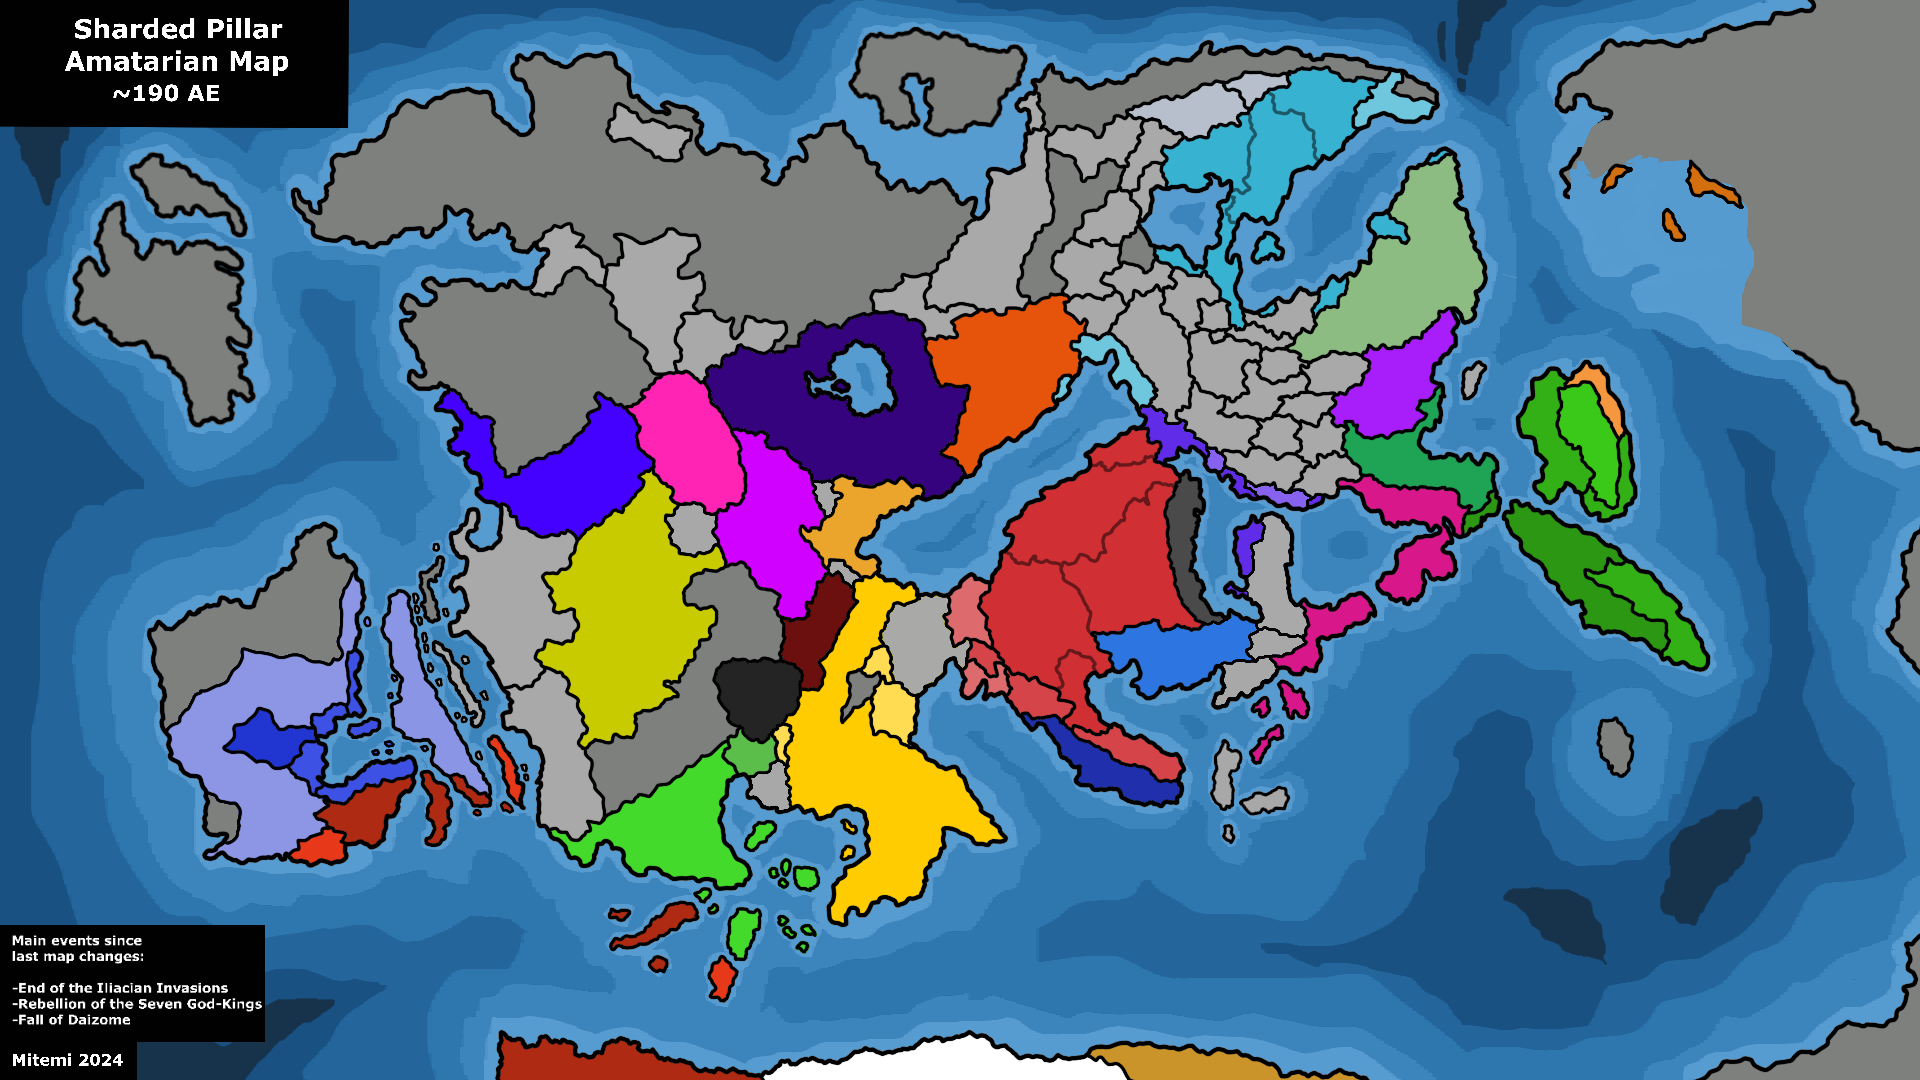 Sharded Pillar
Amatarian Map
~190 AE
Main events since
last map changes:
-End of the Iliacian Invasions
-Rebellion of the Seven God-Kings
-Fall of Daizome
Mitemi 2024